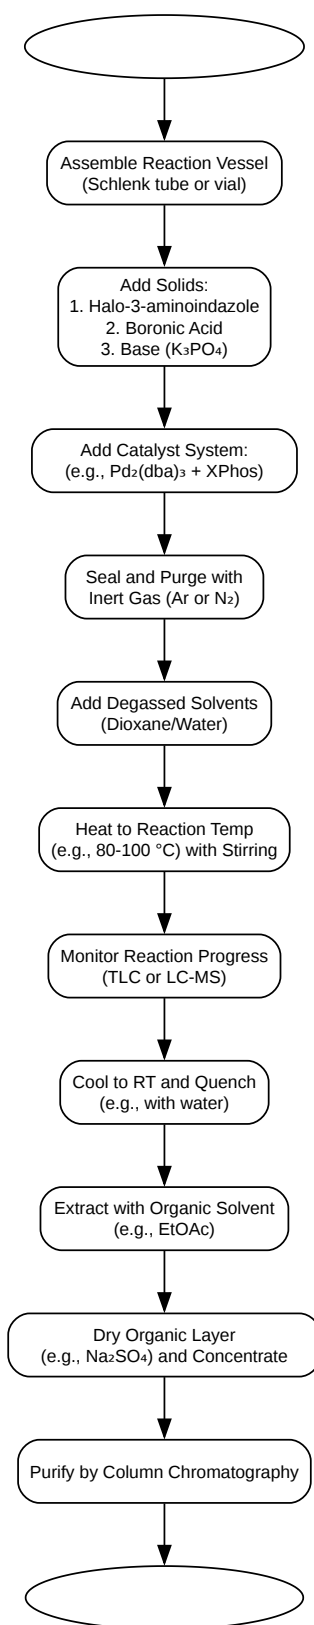 Assemble Reaction Vessel
(Schlenk tube or vial)
Add Solids:
1. Halo-3-aminoindazole
2. Boronic Acid
3. Base (K₃PO₄)
Add Catalyst System:
(e.g., Pd₂(dba)₃ + XPhos)
Seal and Purge with
Inert Gas (Ar or N₂)
Add Degassed Solvents
(Dioxane/Water)
Heat to Reaction Temp
(e.g., 80-100 °C) with Stirring
Monitor Reaction Progress
(TLC or LC-MS)
Cool to RT and Quench
(e.g., with water)
Extract with Organic Solvent
(e.g., EtOAc)
Dry Organic Layer
(e.g., Na₂SO₄) and Concentrate
Purify by Column Chromatography